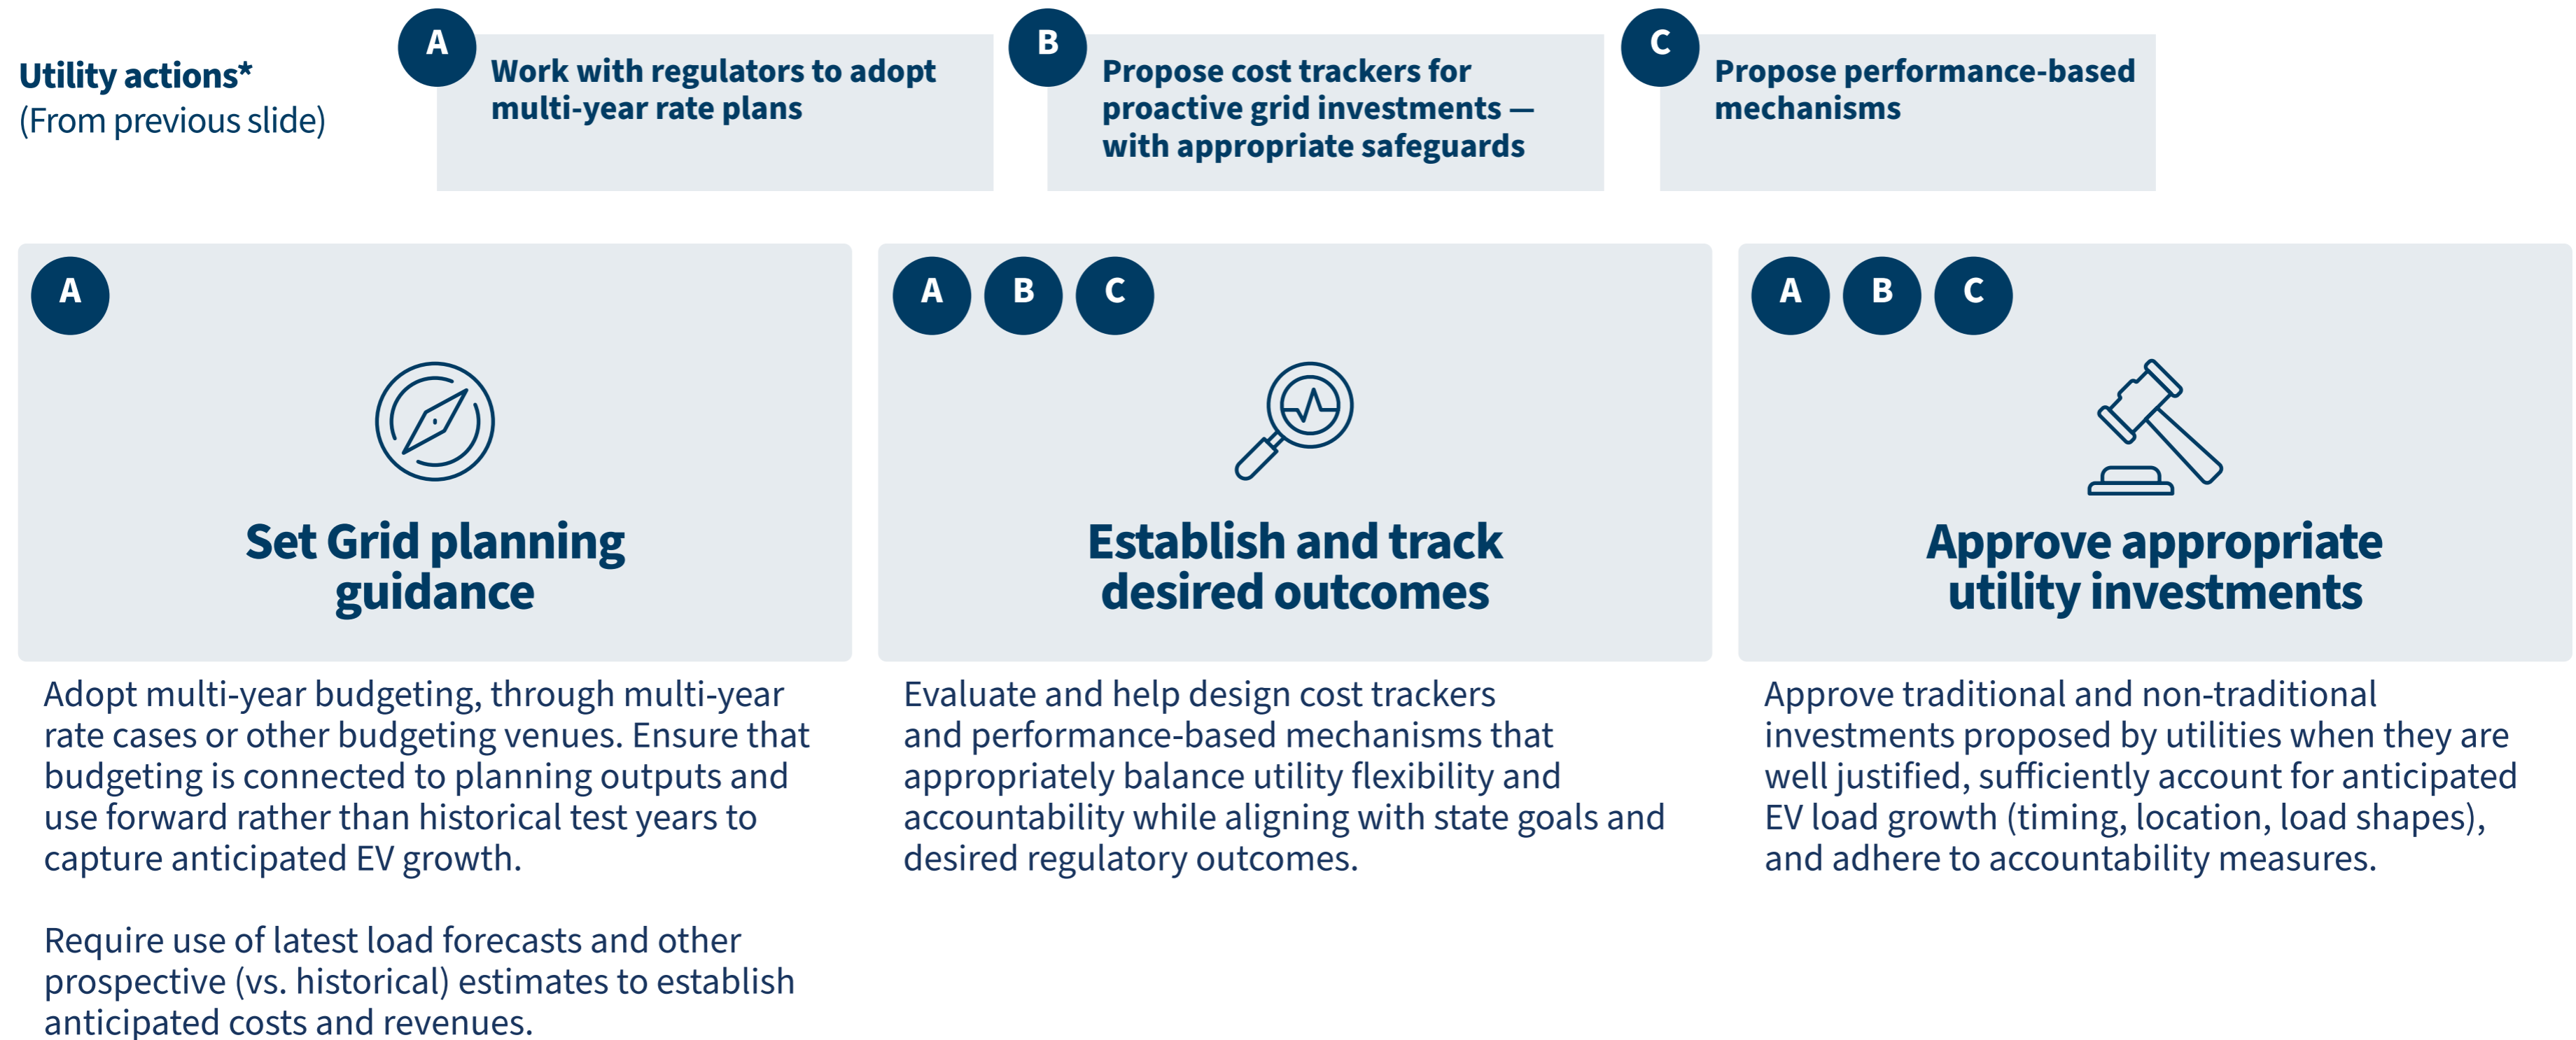 Utility actions*
(From previous slide)
A
Work with regulators to adopt
multi-year rate plans
B
Propose cost trackers for
proactive grid investments —
with appropriate safeguards
C
Propose performance-based
mechanisms
A
Set Grid planning
guidance
Adopt multi-year budgeting, through multi-year
rate cases or other budgeting venues. Ensure that
budgeting is connected to planning outputs and
use forward rather than historical test years to
capture anticipated EV growth.
Require use of latest load forecasts and other
prospective (vs. historical) estimates to establish
anticipated costs and revenues.
A B C
Establish and track
desired outcomes
Evaluate and help design cost trackers
and performance-based mechanisms that
appropriately balance utility flexibility and
accountability while aligning with state goals and
desired regulatory outcomes.
A B C
Approve appropriate
utility investments
Approve traditional and non-traditional
investments proposed by utilities when they are
well justified, sufficiently account for anticipated
EV load growth (timing, location, load shapes),
and adhere to accountability measures.